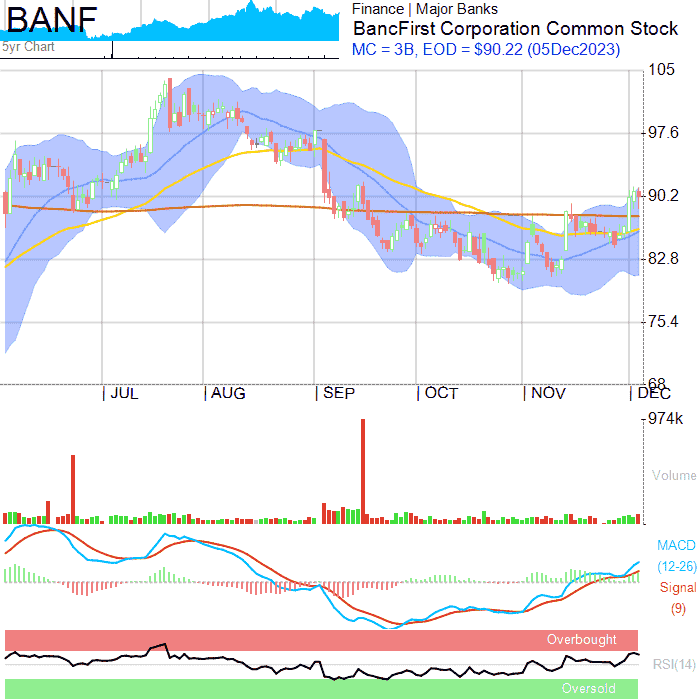 BANF
5yr Chart
Finance | Major Banks
BancFirst Corporation Common Stock
MC = 3B, EOD = $90.22 (05Dec2023)
105
97.6
90.2
82.8
75.4
68
JUL AUG SEP OCT NOV DEC
974k
Volume
MACD
(12-26)
Signal
(9)
Overbought
RSI(14)
Oversold